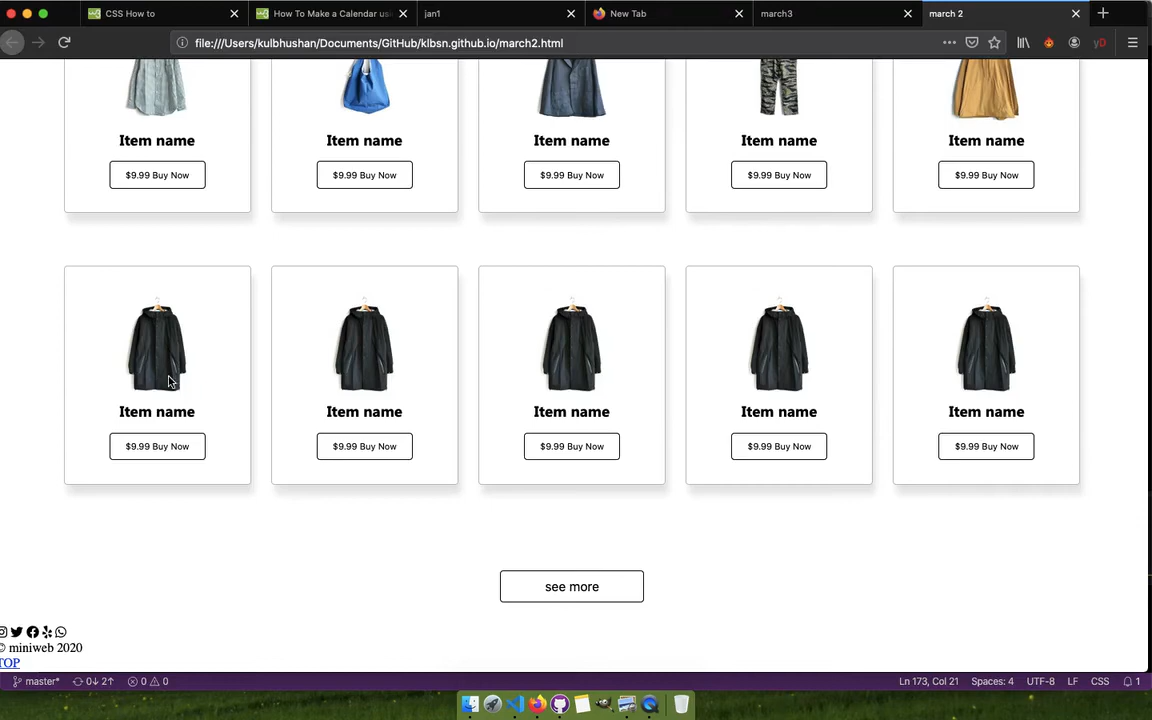 CSS How to
How To Make a Calendar us
jan1
New Tab
march3
march 2
file:///Users/kulbhushan/Documents/GitHub/klbsn.github.io/march2.html
Item name Item name Item name Item name Item name
$9.99 Buy Now $9.99 Buy Now $9.99 Buy Now $9.99 Buy Now $9.99 Buy Now
Item name Item name Item name Item name Item name
$9.99 Buy Now $9.99 Buy Now $9.99 Buy Now $9.99 Buy Now $9.99 Buy Now
see more
© miniweb 2020
TOP
master* 0↓ 2↑ 0 0 Ln 173, Col 21 Spaces: 4 UTF-8 LF CSS 1